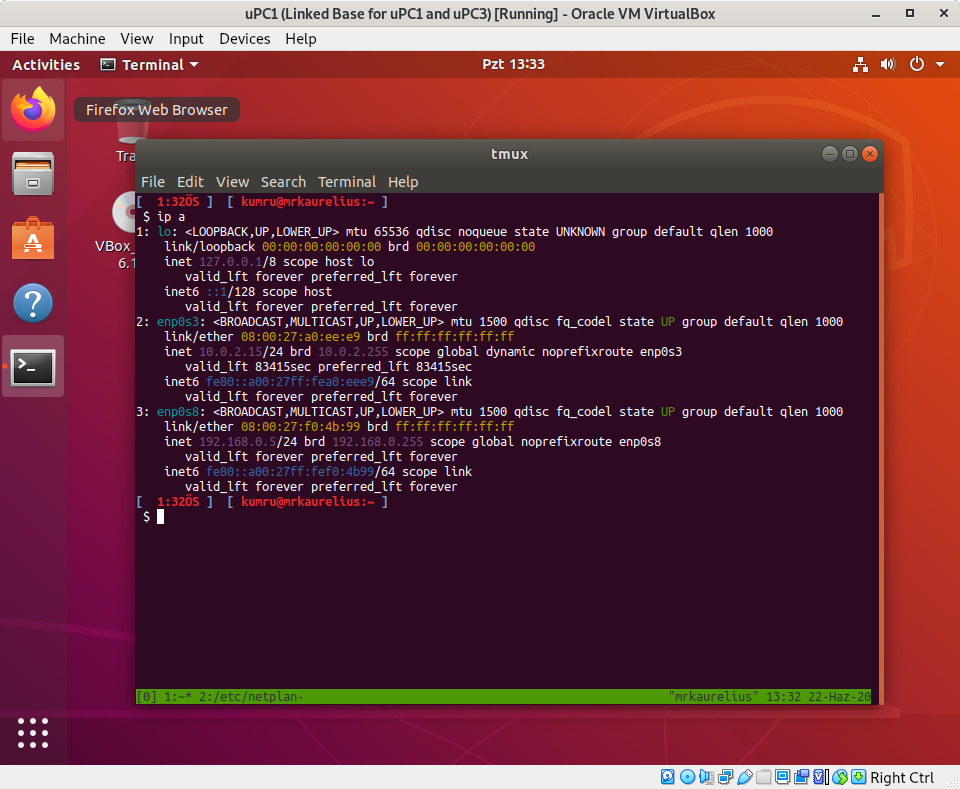 uPC1 (Linked Base for uPC1 and uPC3) [Running] - Oracle VM VirtualBox
File Machine View Input Devices Help
Activities Terminal Pzt 13:33
Firefox Web Browser
Tra
VBox_
6.1
tmux
File Edit View Search Terminal Help
[ 1:32ÖS ] [ kumru@mrkaurelius:~ ]
$ ip a
1: lo: <LOOPBACK,UP,LOWER_UP> mtu 65536 qdisc noqueue state UNKNOWN group default qlen 1000
link/loopback 00:00:00:00:00:00 brd 00:00:00:00:00:00
inet 127.0.0.1/8 scope host lo
valid_lft forever preferred_lft forever
inet6 ::1/128 scope host
valid_lft forever preferred_lft forever
2: enp0s3: <BROADCAST,MULTICAST,UP,LOWER_UP> mtu 1500 qdisc fq_codel state UP group default qlen 1000
link/ether 08:00:27:a0:ee:e9 brd ff:ff:ff:ff:ff:ff
inet 10.0.2.15/24 brd 10.0.2.255 scope global dynamic noprefixroute enp0s3
valid_lft 83415sec preferred_lft 83415sec
inet6 fe80::a00:27ff:fea0:eee9/64 scope link
valid_lft forever preferred_lft forever
3: enp0s8: <BROADCAST,MULTICAST,UP,LOWER_UP> mtu 1500 qdisc fq_codel state UP group default qlen 1000
link/ether 08:00:27:f0:4b:99 brd ff:ff:ff:ff:ff:ff
inet 192.168.0.5/24 brd 192.168.0.255 scope global noprefixroute enp0s8
valid_lft forever preferred_lft forever
inet6 fe80::a00:27ff:fef0:4b99/64 scope link
valid_lft forever preferred_lft forever
[ 1:32ÖS ] [ kumru@mrkaurelius:~ ]
$
[0] 1:~* 2:/etc/netplan- "mrkaurelius" 13:32 22-Haz-20
Right Ctrl